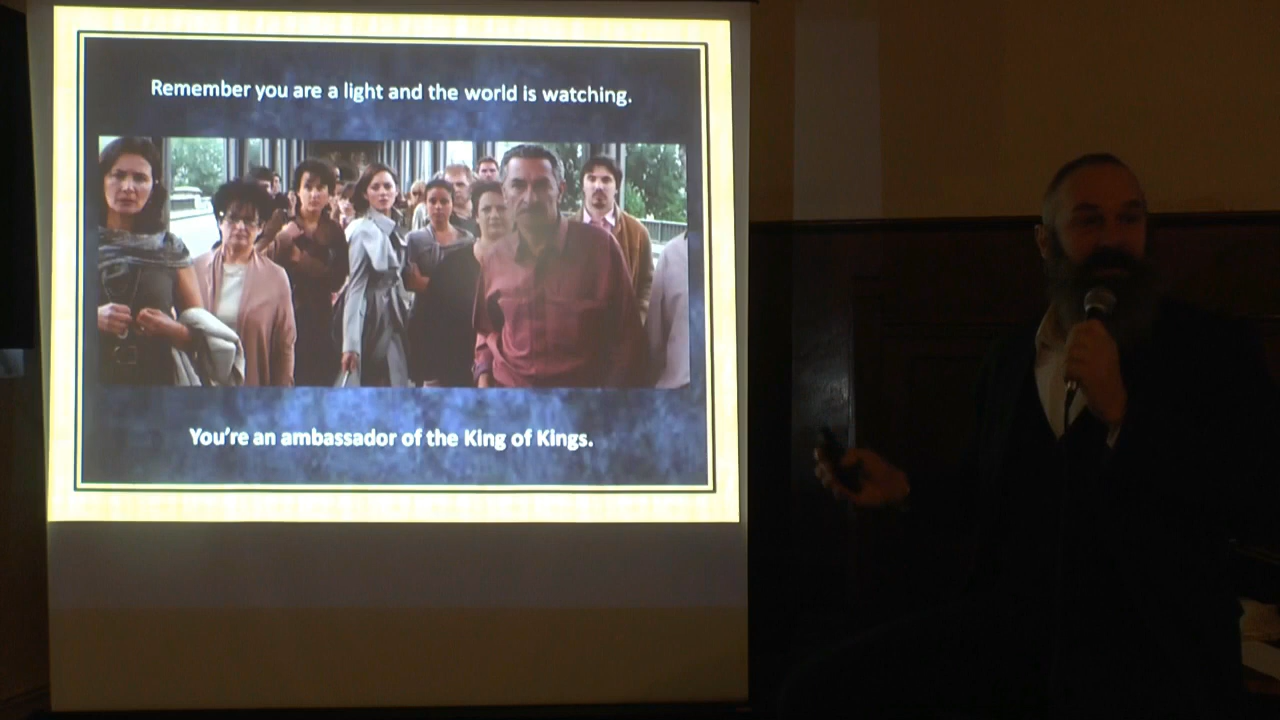 Remember you are a light and the world is watching.
You're an ambassador of the King of Kings.